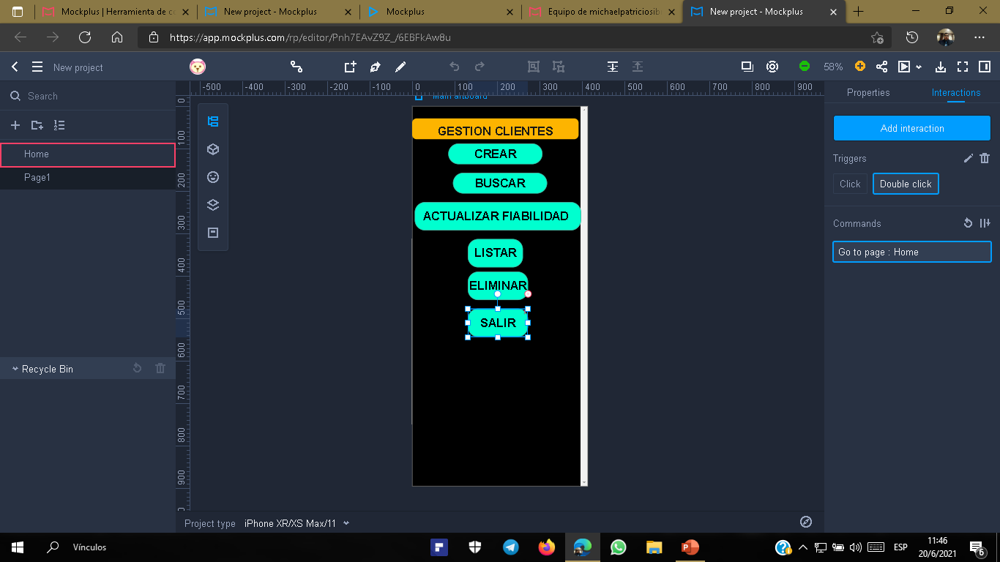 Mockplus | Herramienta de c
New project - Mockplus
Mockplus
Equipo de michaelpatriciosib
New project - Mockplus
https://app.mockplus.com/rp/editor/Pnh7EAvZ9Z_/6EBFkAw8u
New project
58%
-500 -400 -300 -200 -100 0 100 200 300 400 500 600 700 800 900
Search
Home
Page1
Recycle Bin
0
100
200
300
400
500
600
700
800
900
Main artboard
GESTION CLIENTES
CREAR
BUSCAR
ACTUALIZAR FIABILIDAD
LISTAR
ELIMINAR
SALIR
Properties Interactions
Add interaction
Triggers
Click Double click
Commands
Go to page : Home
Project type iPhone XR/XS Max/11
Vínculos
ESP
11:46
20/6/2021
6